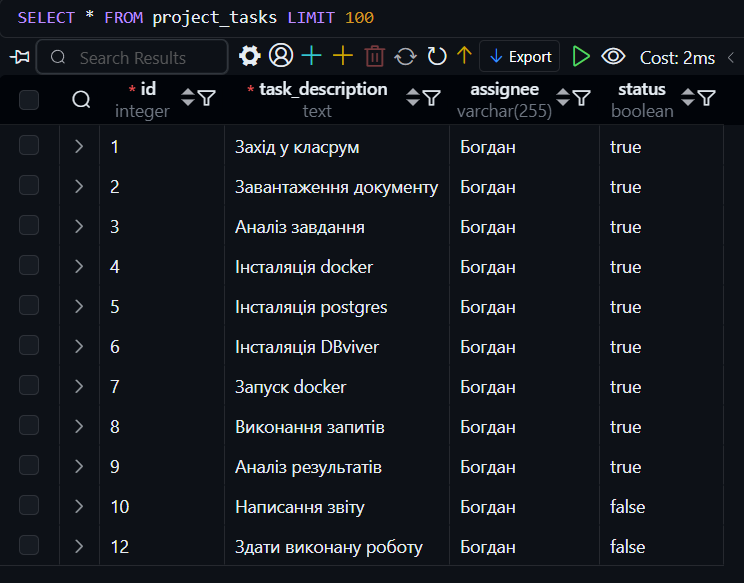 SELECT * FROM project_tasks LIMIT 100
Search Results Export Cost: 2ms
* id * task_description assignee status
integer text varchar(255) boolean
1 Захід у класрум Богдан true
2 Завантаження документу Богдан true
3 Аналіз завдання Богдан true
4 Інсталяція docker Богдан true
5 Інсталяція postgres Богдан true
6 Інсталяція DBviver Богдан true
7 Запуск docker Богдан true
8 Виконання запитів Богдан true
9 Аналіз результатів Богдан true
10 Написання звіту Богдан false
12 Здати виконану роботу Богдан false